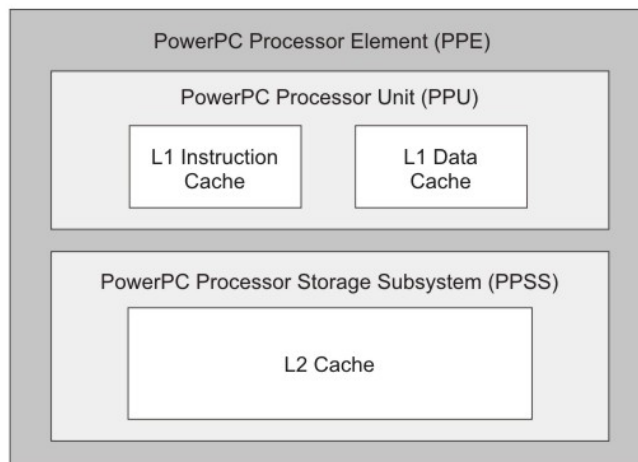 PowerPC Processor Element (PPE)
PowerPC Processor Unit (PPU)
L1 Instruction
Cache
L1 Data
Cache
PowerPC Processor Storage Subsystem (PPSS)
L2 Cache